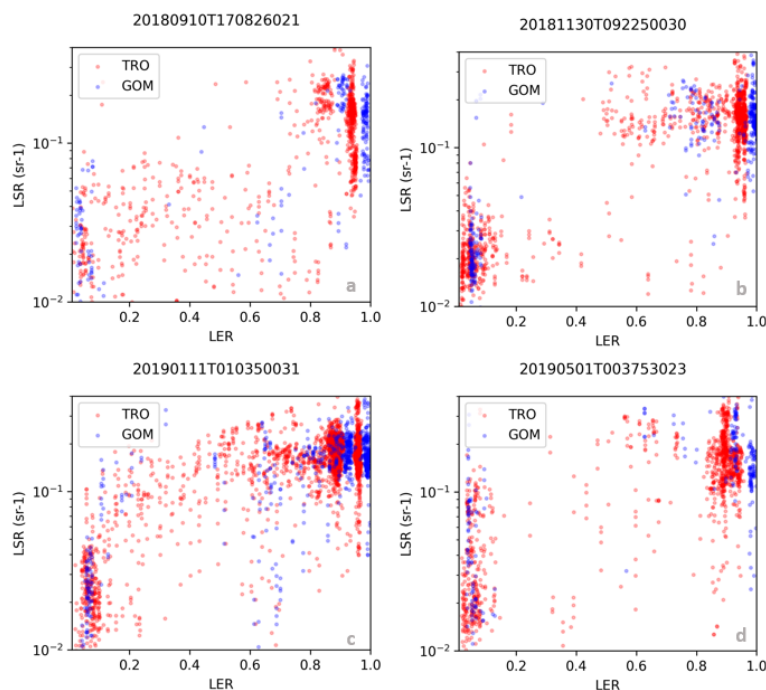 20180910T170826021
20181130T092250030
TRO
GOM
LSR (sr-1)
10⁻¹
10⁻²
0.2 0.4 0.6 0.8 1.0
LER
a
TRO
GOM
LSR (sr-1)
10⁻¹
10⁻²
0.2 0.4 0.6 0.8 1.0
LER
b
20190111T010350031
20190501T003753023
TRO
GOM
LSR (sr-1)
10⁻¹
10⁻²
0.2 0.4 0.6 0.8 1.0
LER
c
TRO
GOM
LSR (sr-1)
10⁻¹
10⁻²
0.2 0.4 0.6 0.8 1.0
LER
d